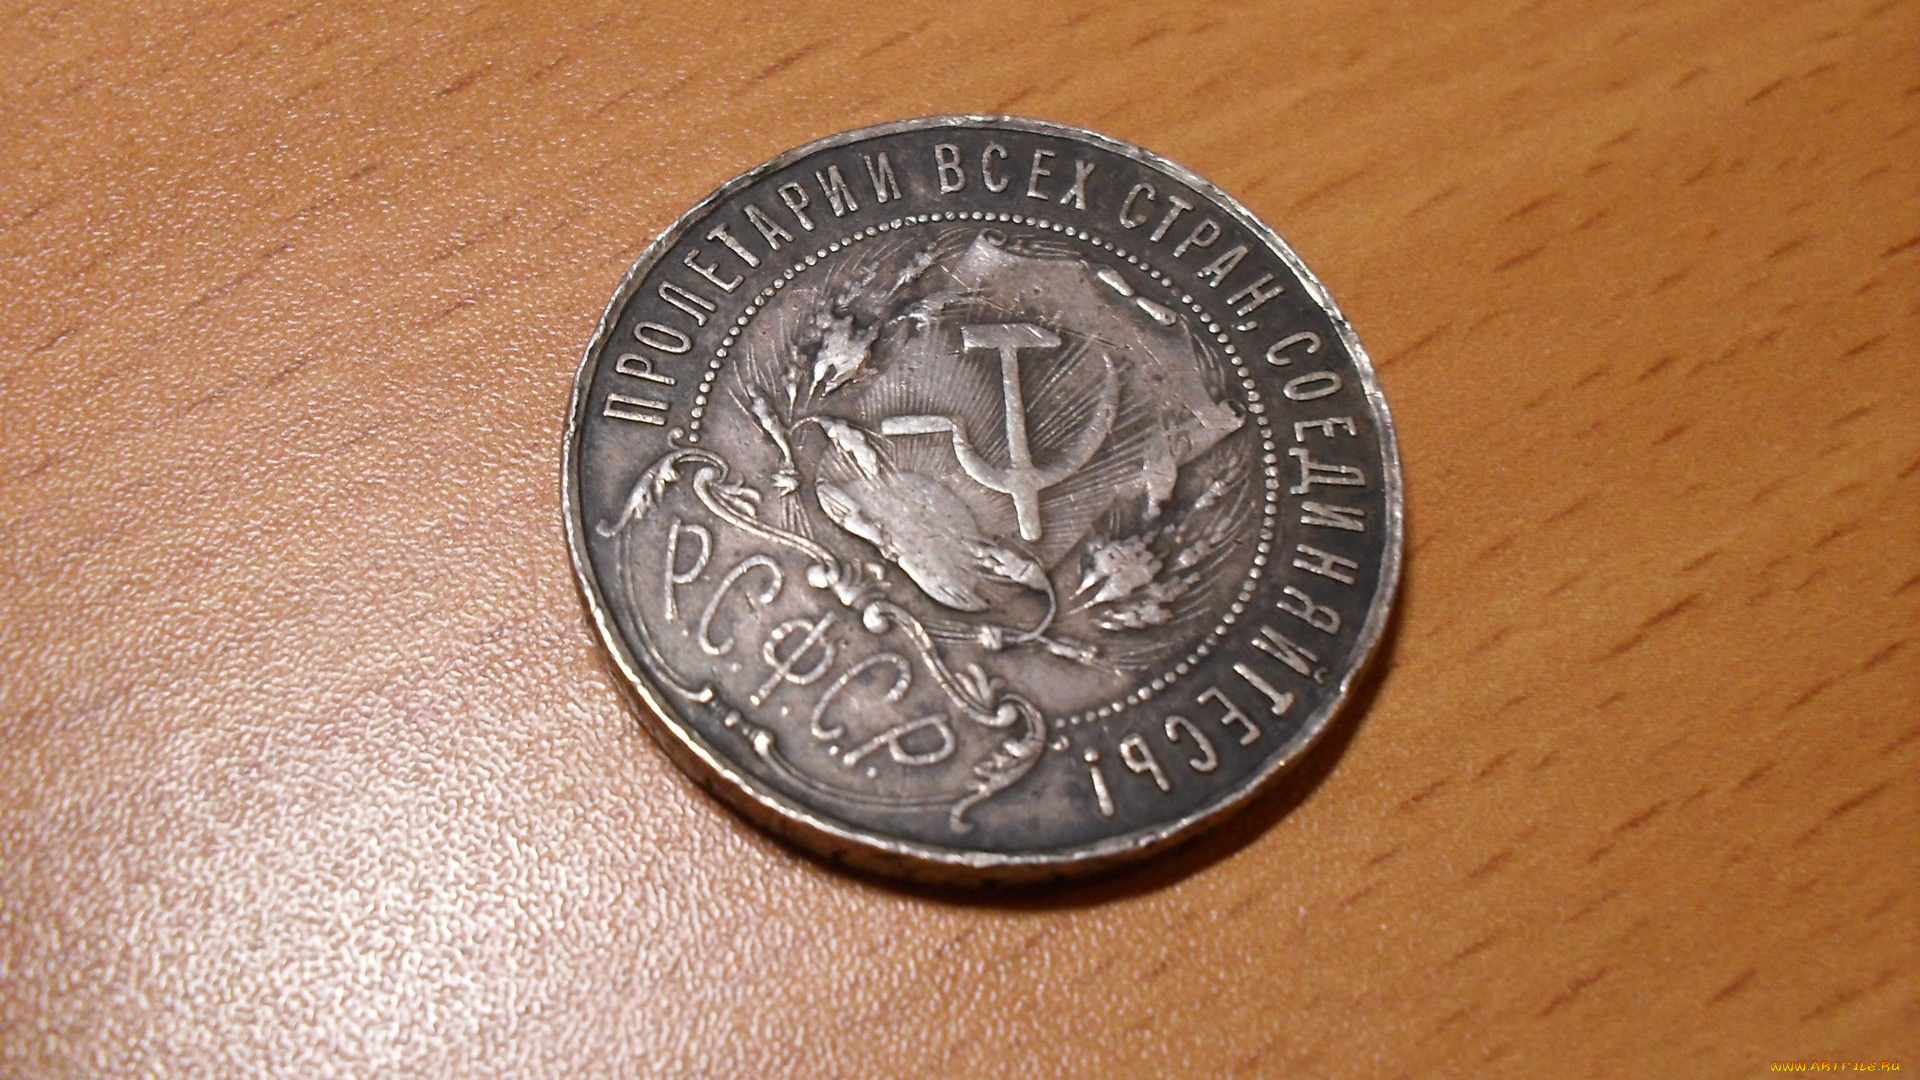 ПРОЛЕТАРИИ ВСЕХ СТРАН, СОЕДИНЯЙТЕСЬ!
Р.С.Ф.С.Р.
WWW.ARTFILE.RU